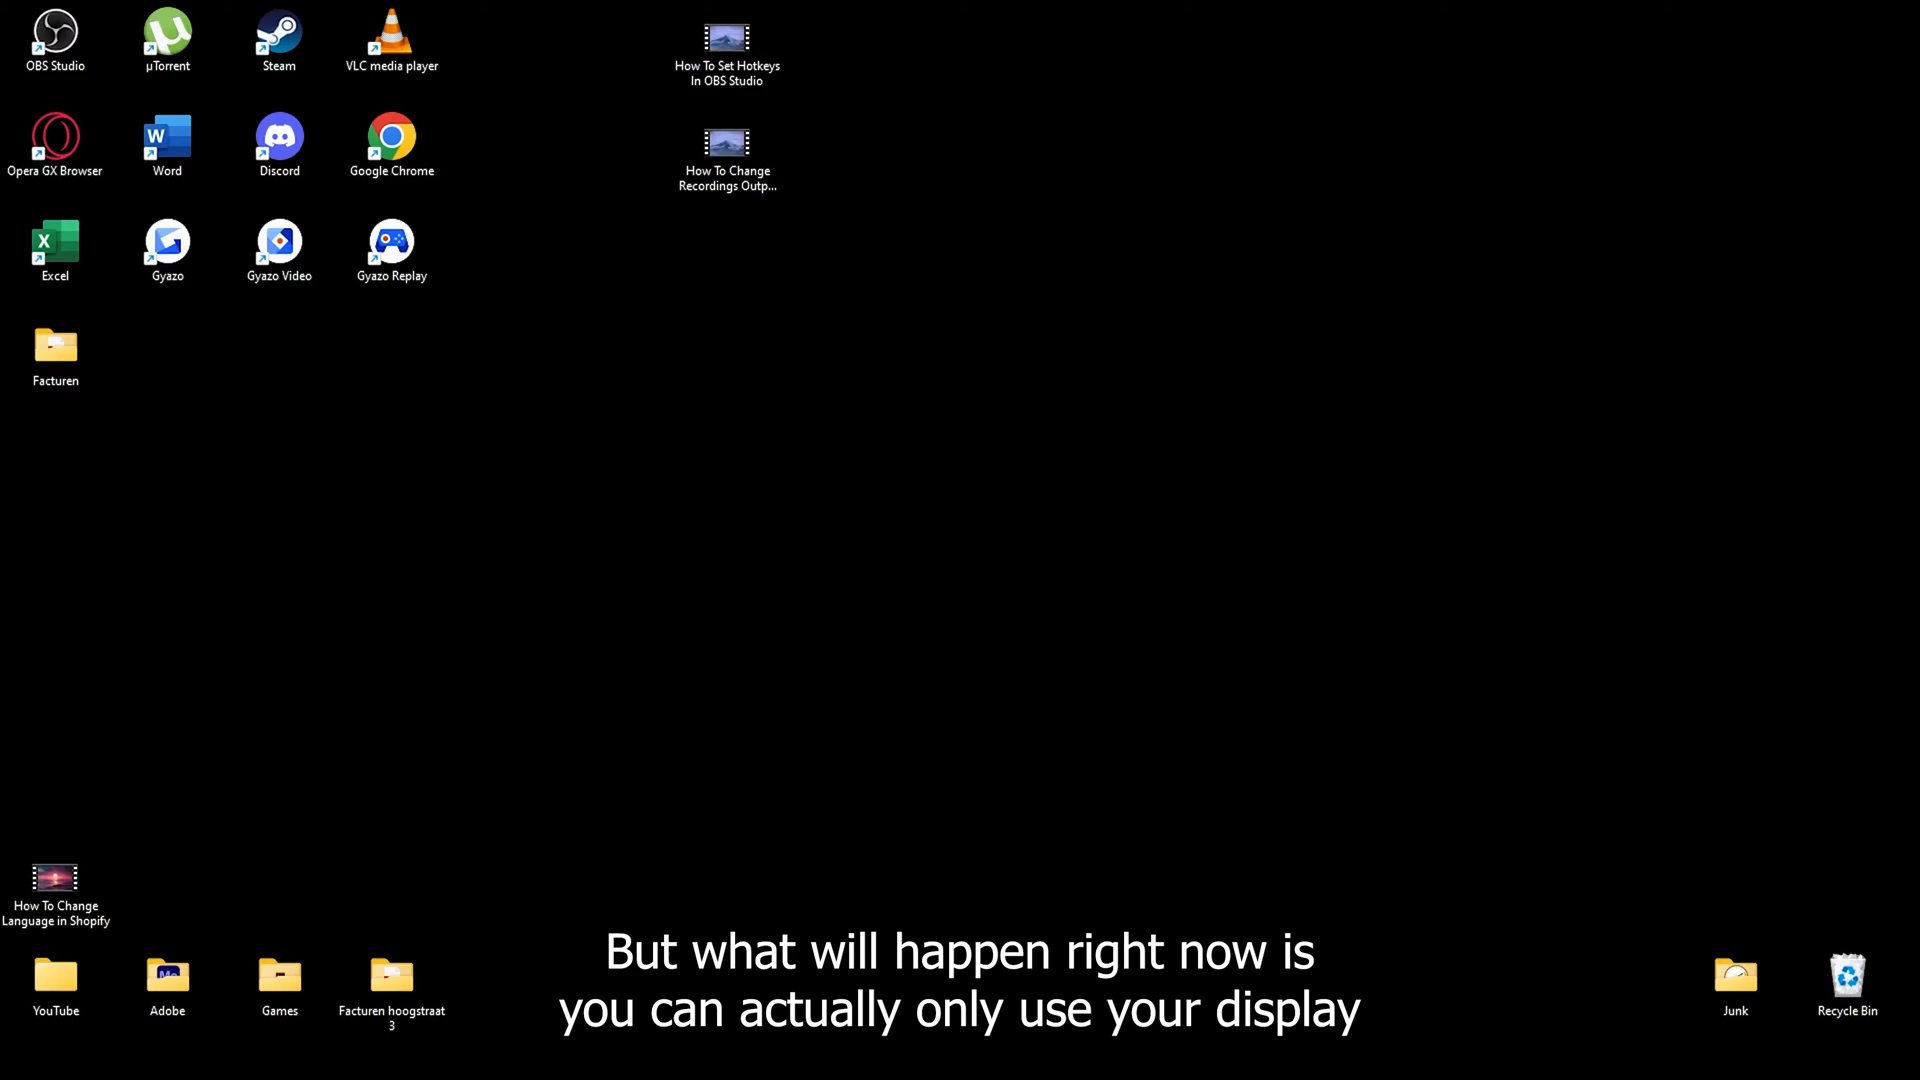 OBS Studio
µTorrent
Steam
VLC media player
How To Set Hotkeys
In OBS Studio
Opera GX Browser
Word
Discord
Google Chrome
How To Change
Recordings Outp...
Excel
Gyazo
Gyazo Video
Gyazo Replay
Facturen
How To Change
Language in Shopify
YouTube
Adobe
Games
Facturen hoogstraat
3
But what will happen right now is
you can actually only use your display
Junk
Recycle Bin